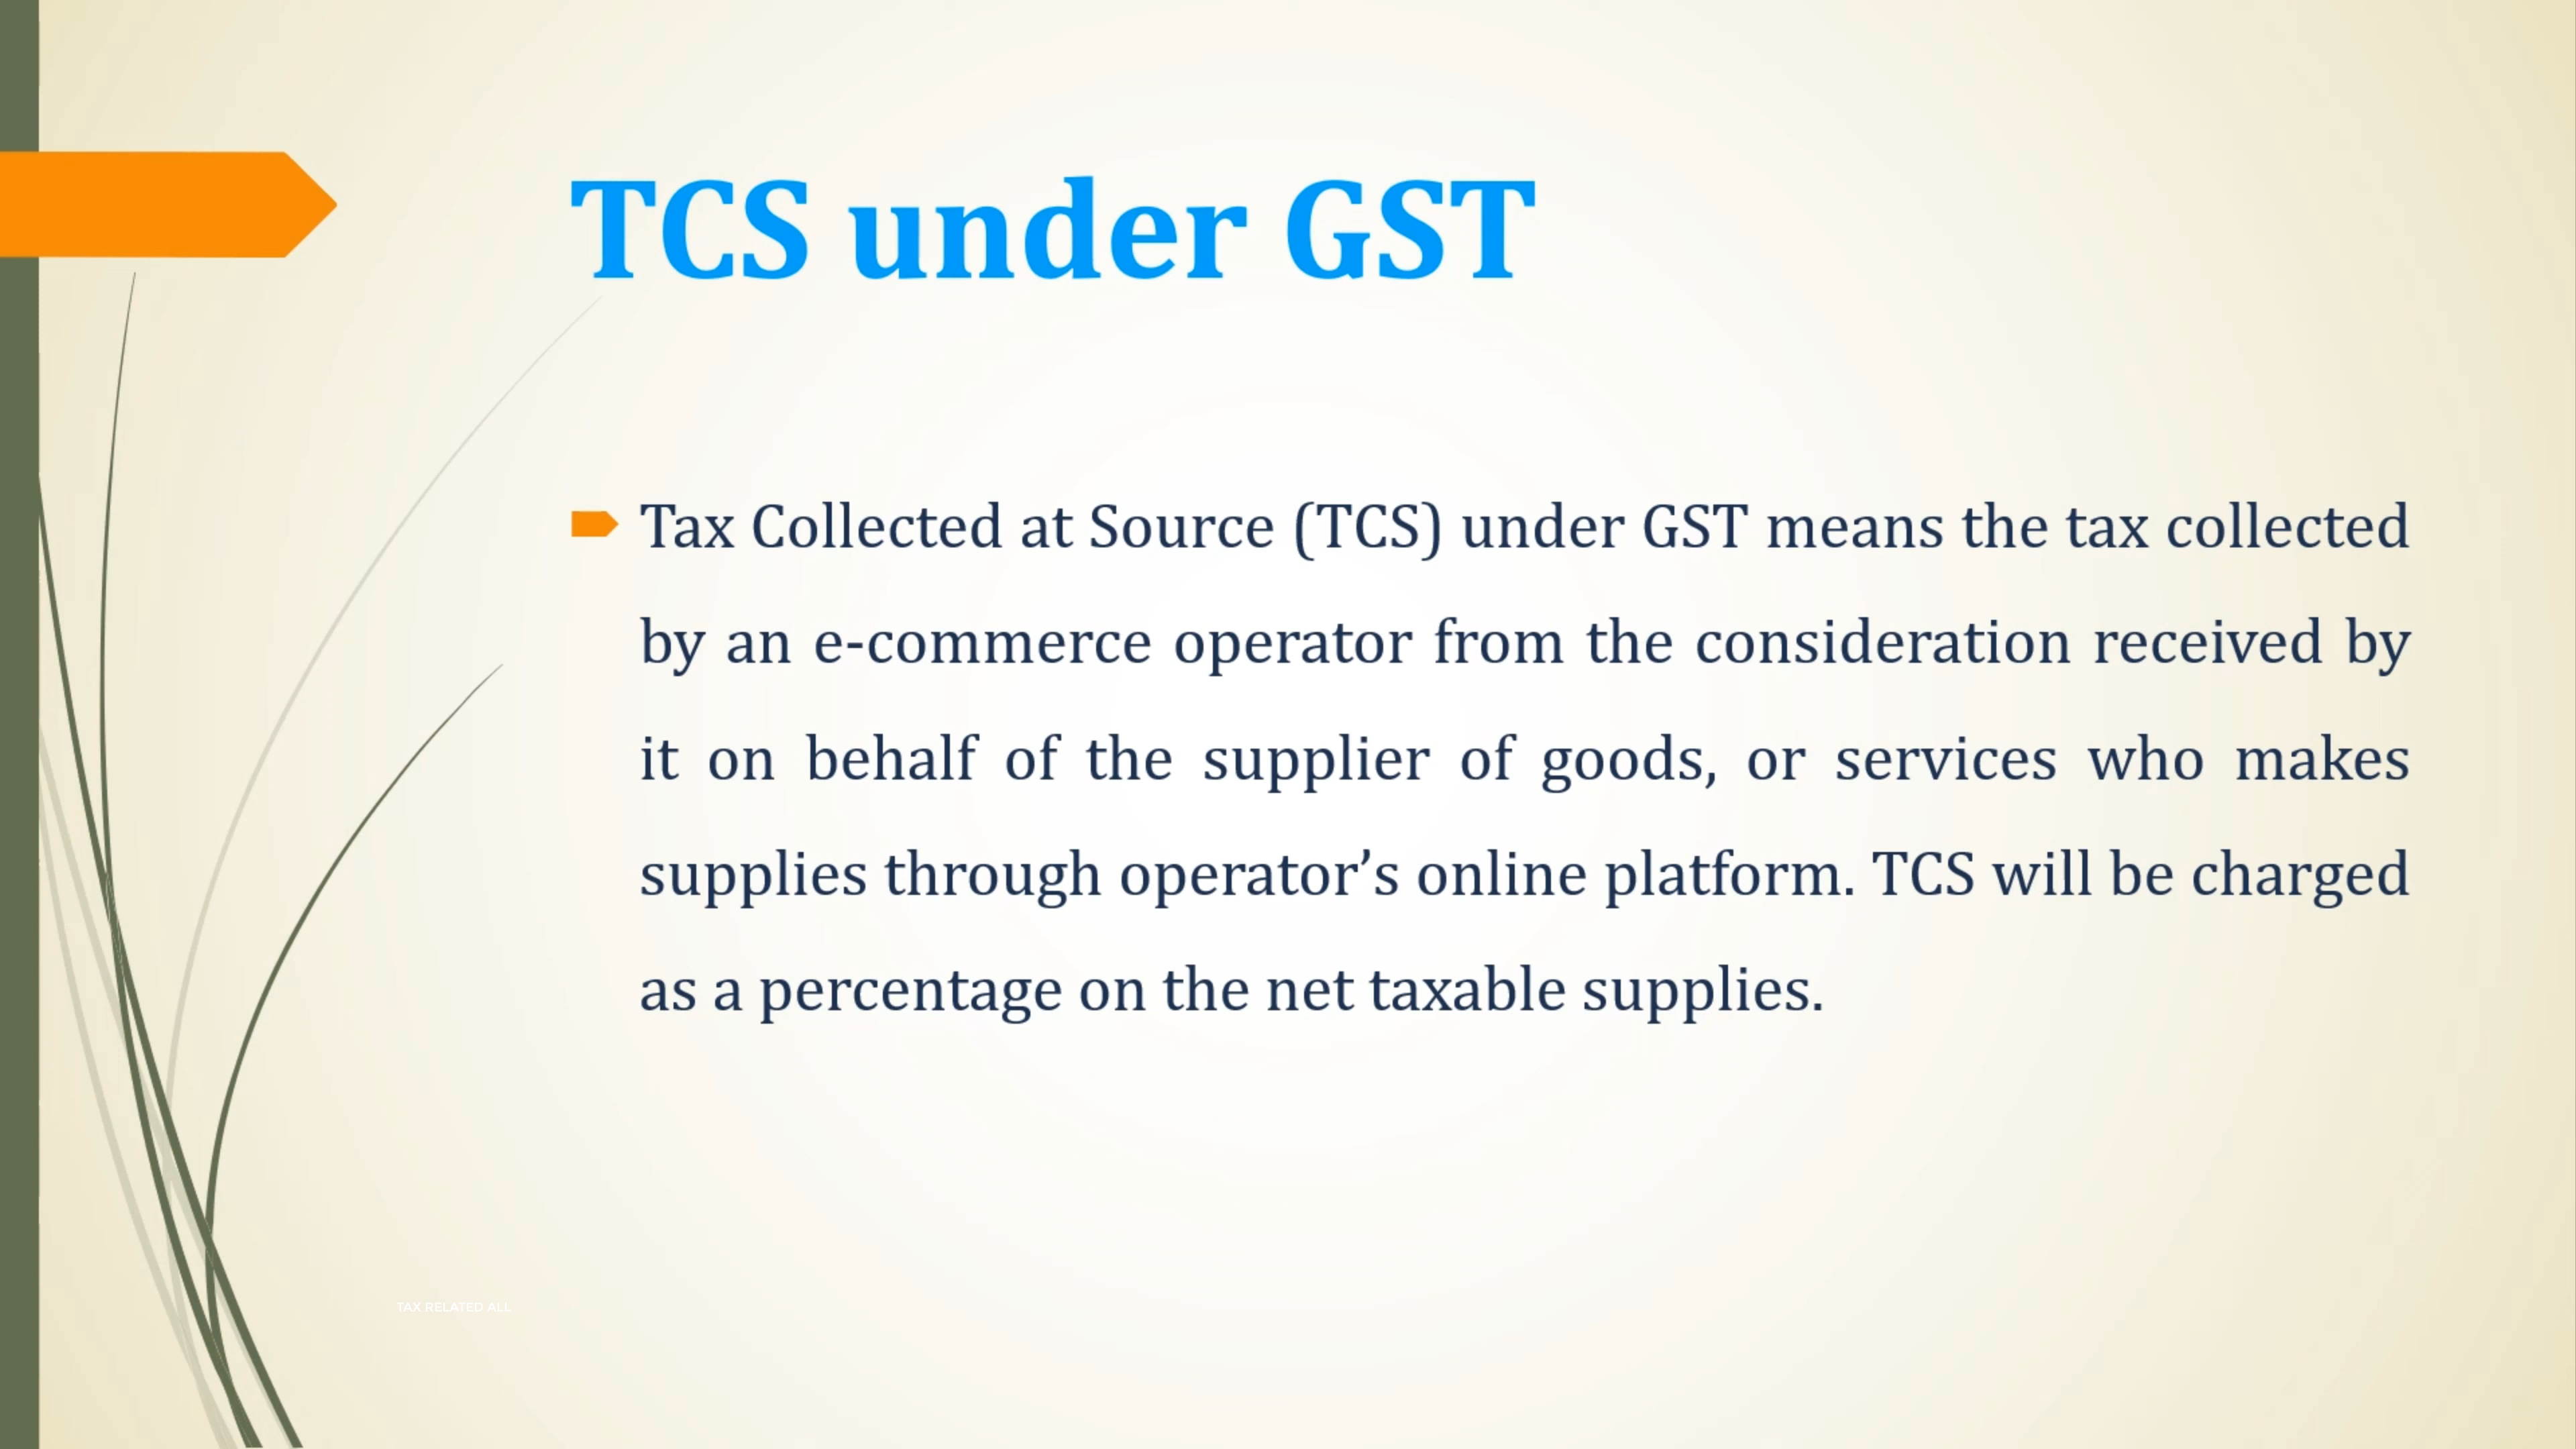 TCS under GST
Tax Collected at Source (TCS) under GST means the tax collected
by an e-commerce operator from the consideration received by
it on behalf of the supplier of goods, or services who makes
supplies through operator’s online platform. TCS will be charged
as a percentage on the net taxable supplies.
TAX RELATED ALL